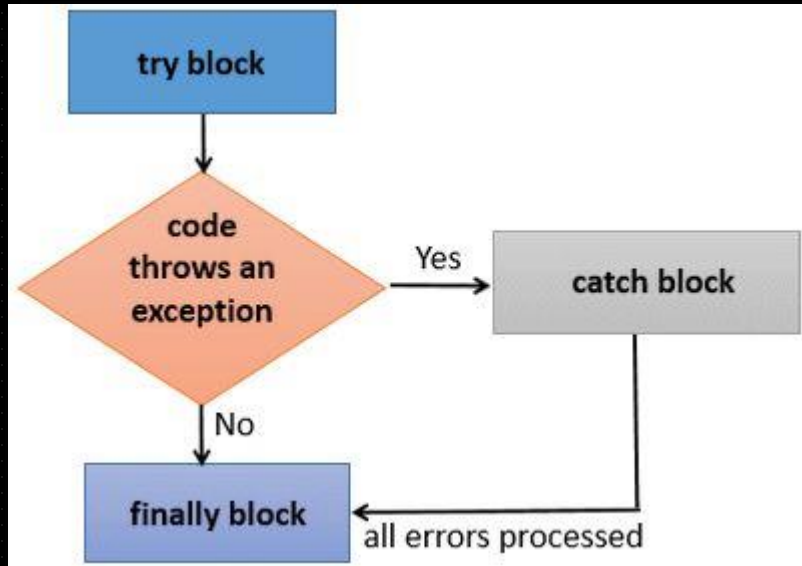 try block
code
throws an
exception
Yes
catch block
No
finally block
all errors processed